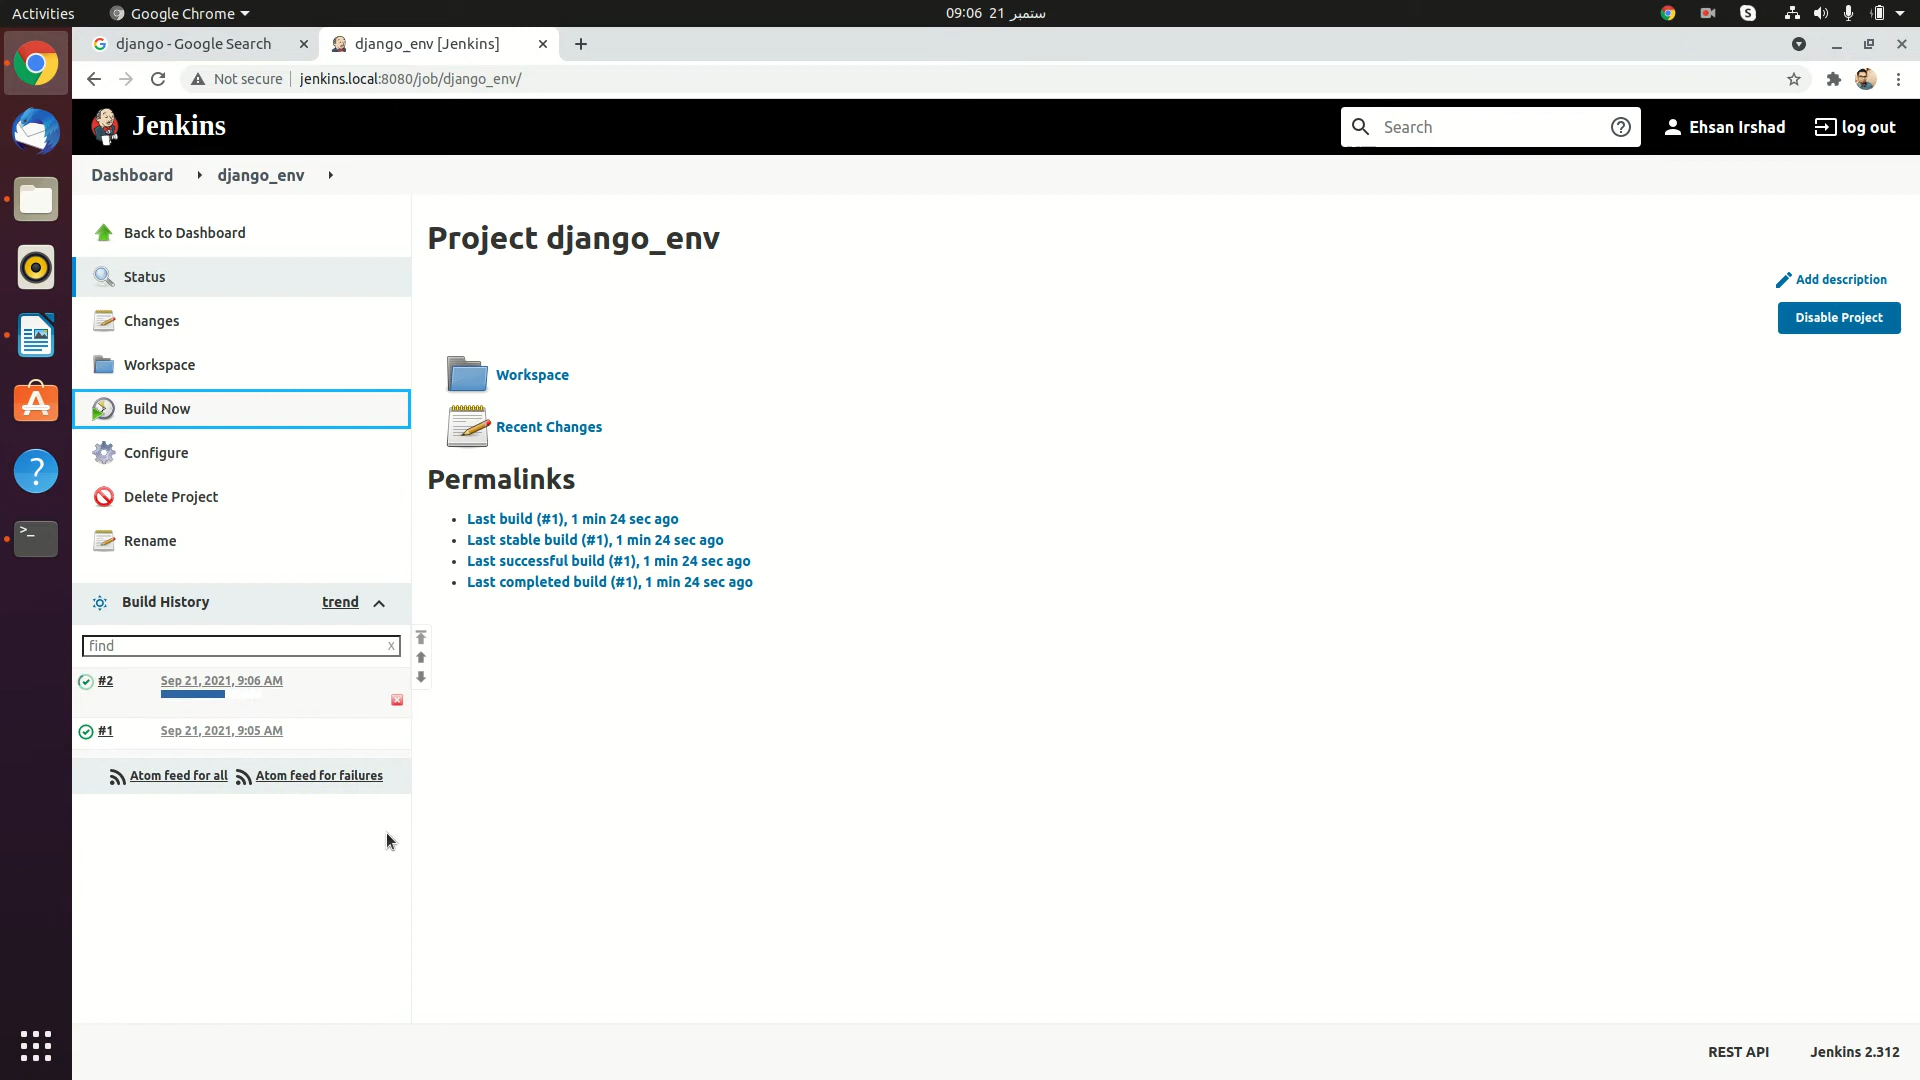 Activities Google Chrome 09:06 21 ستمبر
django - Google Search django_env [Jenkins]
Not secure jenkins.local:8080/job/django_env/
Jenkins Search Ehsan Irshad log out
Dashboard django_env
Back to Dashboard
Status
Changes
Workspace
Build Now
Configure
Delete Project
Rename
Build History trend
find x
#2 Sep 21, 2021, 9:06 AM
#1 Sep 21, 2021, 9:05 AM
Atom feed for all Atom feed for failures
Project django_env
Add description
Disable Project
Workspace
Recent Changes
Permalinks
Last build (#1), 1 min 24 sec ago
Last stable build (#1), 1 min 24 sec ago
Last successful build (#1), 1 min 24 sec ago
Last completed build (#1), 1 min 24 sec ago
REST API Jenkins 2.312